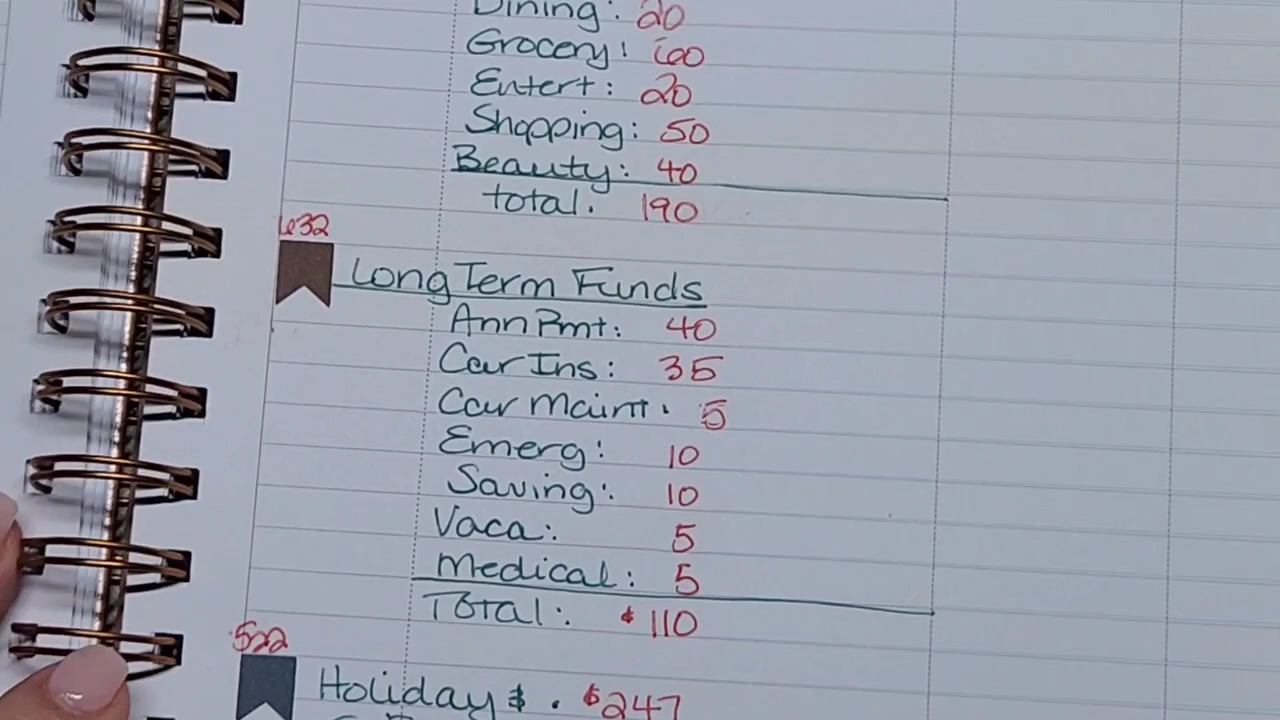 Dining: 20
Grocery: 60
Entert: 20
Shopping: 50
Beauty: 40
total. 190
632
Long Term Funds
Ann Pmt: 40
Car Ins: 35
Car Maint. 5
Emerg: 10
Saving: 10
Vaca: 5
Medical: 5
Total: $110
522
Holiday $. $247